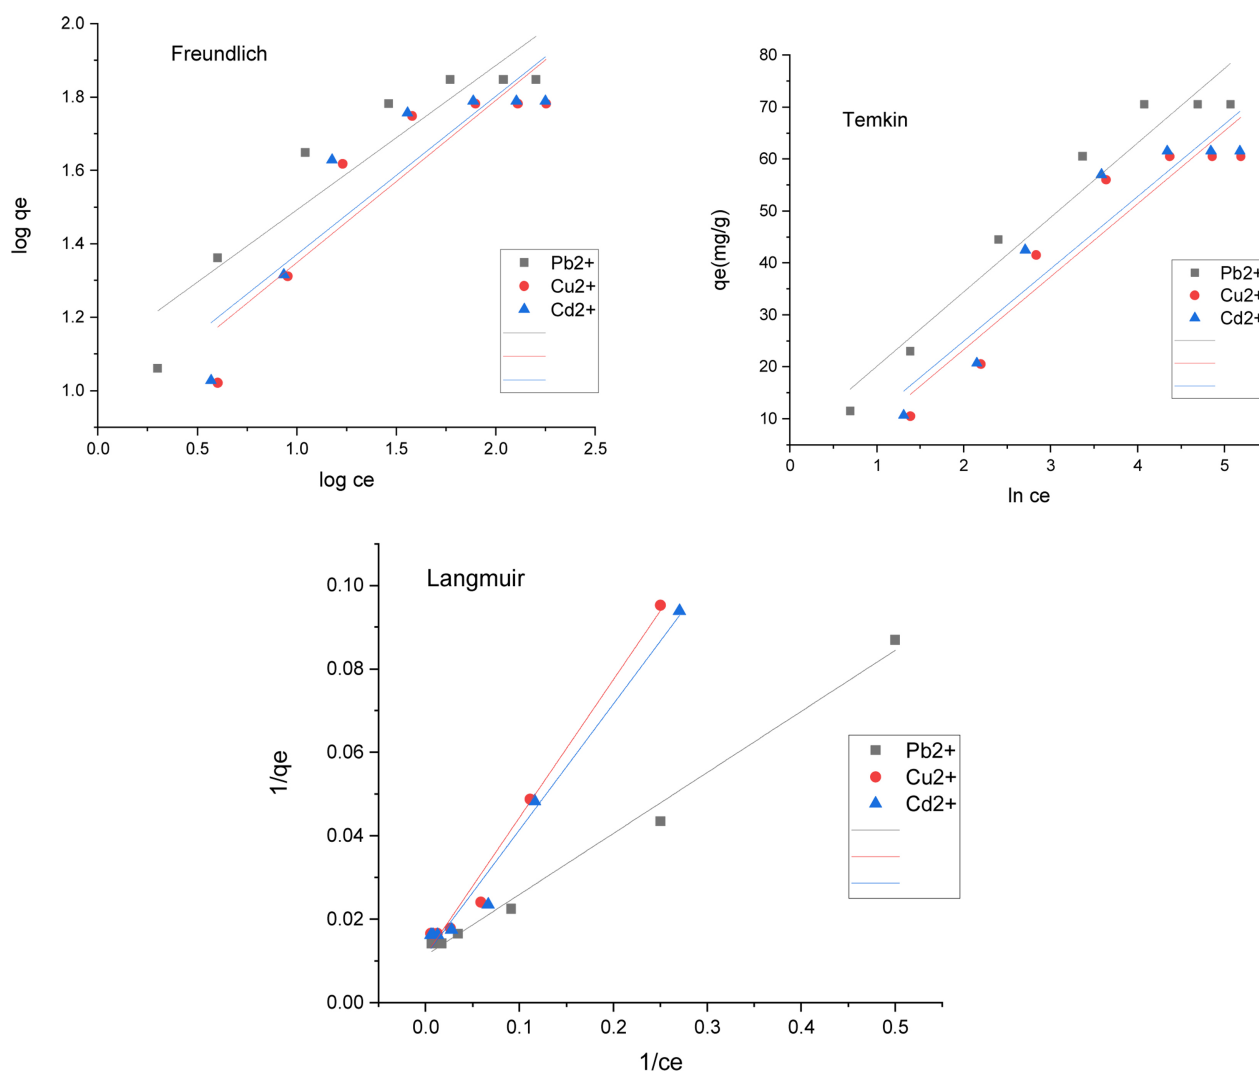 Freundlich
log qe
2.0
1.8
1.6
1.4
1.2
1.0
0.0 0.5 1.0 1.5 2.0 2.5
log ce
Pb2+
Cu2+
Cd2+
Temkin
qe(mg/g)
80
70
60
50
40
30
20
10
0 1 2 3 4 5
ln ce
Pb2+
Cu2+
Cd2+
Langmuir
1/qe
0.10
0.08
0.06
0.04
0.02
0.00
0.0 0.1 0.2 0.3 0.4 0.5
1/ce
Pb2+
Cu2+
Cd2+